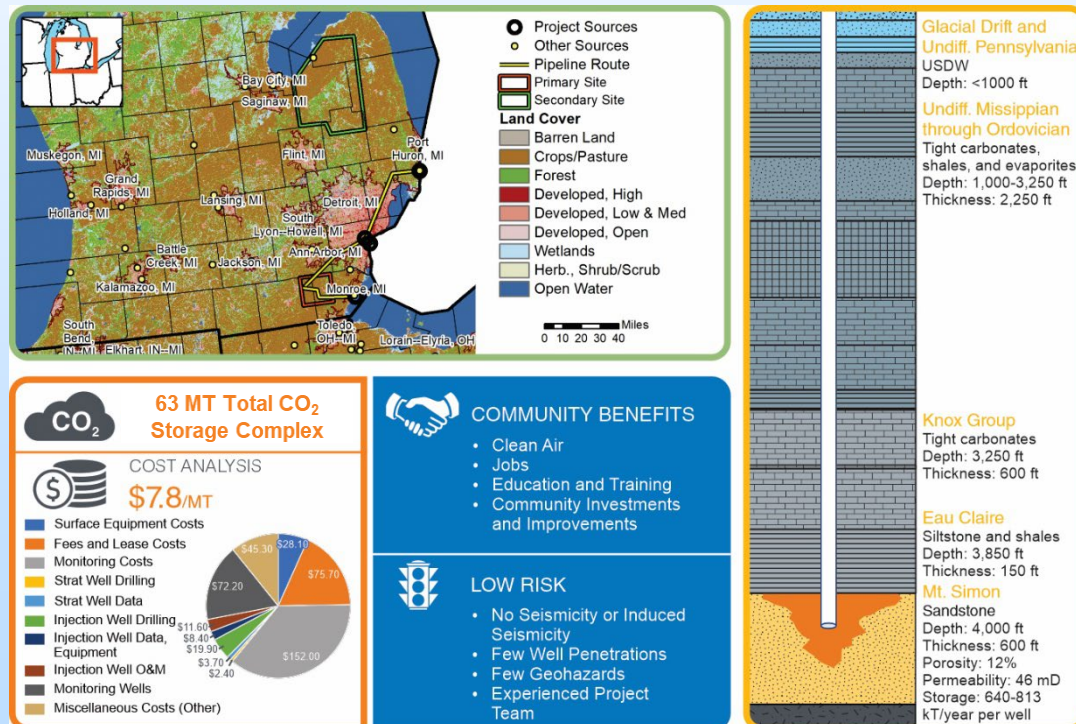 Project Sources
Other Sources
Pipeline Route
Primary Site
Secondary Site
Land Cover
Barren Land
Crops/Pasture
Forest
Developed, High
Developed, Low & Med
Developed, Open
Wetlands
Herb., Shrub/Scrub
Open Water
Miles
0 10 20 30 40
Bay City, MI
Saginaw, MI
Muskegon, MI
Grand
Rapids, MI
Holland, MI
Flint, MI
Port
Huron, MI
Lansing, MI
Detroit, MI
South
Lyon--Howell, MI
Ann Arbor, MI
Battle
Creek, MI
Jackson, MI
Kalamazoo, MI
Monroe, MI
South
Bend,
IN--MI
Elkhart, IN--MI
Toledo
OH--MI
Lorain--Elyria, OH
CO2
63 MT Total CO2
Storage Complex
COST ANALYSIS
$7.8/MT
$
Surface Equipment Costs
Fees and Lease Costs
Monitoring Costs
Strat Well Drilling
Strat Well Data
Injection Well Drilling
Injection Well Data,
Equipment
Injection Well O&M
Monitoring Wells
Miscellaneous Costs (Other)
$28.10
$75.70
$152.00
$2.40
$3.70
$19.90
$8.40
$11.60
$72.20
$45.30
COMMUNITY BENEFITS
• Clean Air
• Jobs
• Education and Training
• Community Investments
and Improvements
LOW RISK
• No Seismicity or Induced
Seismicity
• Few Well Penetrations
• Few Geohazards
• Experienced Project
Team
Glacial Drift and
Undiff. Pennsylvania
USDW
Depth: <1000 ft
Undiff. Missippian
through Ordovician
Tight carbonates,
shales, and evaporites
Depth: 1,000-3,250 ft
Thickness: 2,250 ft
Knox Group
Tight carbonates
Depth: 3,250 ft
Thickness: 600 ft
Eau Claire
Siltstone and shales
Depth: 3,850 ft
Thickness: 150 ft
Mt. Simon
Sandstone
Depth: 4,000 ft
Thickness: 600 ft
Porosity: 12%
Permeability: 46 mD
Storage: 640-813
kT/year per well